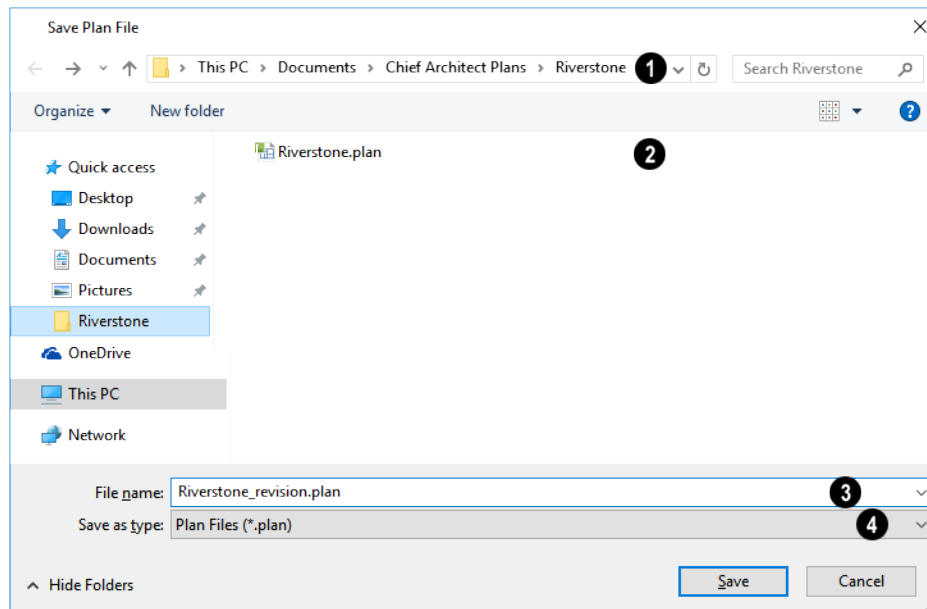 Save Plan File
This PC > Documents > Chief Architect Plans > Riverstone 1 Search Riverstone
Organize New folder ?
Quick access
Desktop
Downloads
Documents
Pictures
Riverstone
OneDrive
This PC
Network
Riverstone.plan 2
File name: Riverstone_revision.plan 3
Save as type: Plan Files (*.plan) 4
Hide Folders Save Cancel